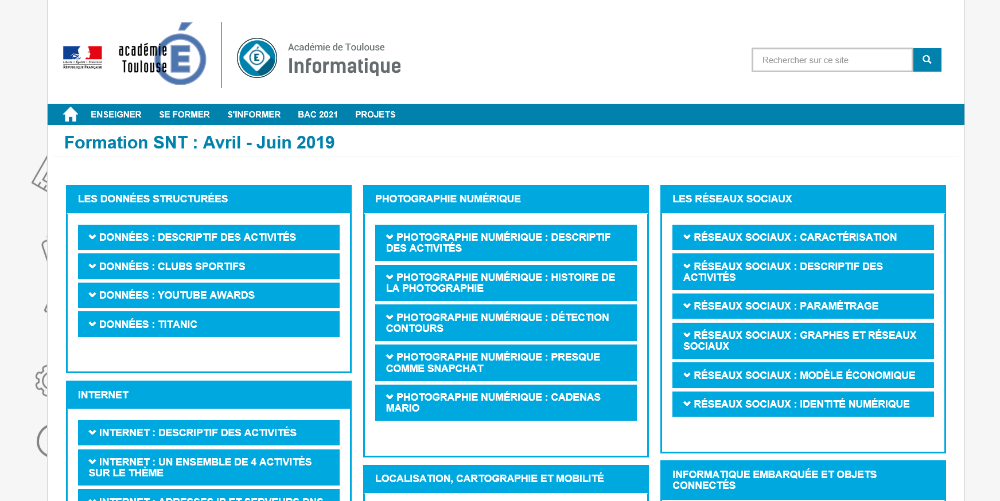 Liberté • Égalité • Fraternité
RÉPUBLIQUE FRANÇAISE
académie
Toulouse
É
É
Académie de Toulouse
Informatique
Rechercher sur ce site
ENSEIGNER SE FORMER S'INFORMER BAC 2021 PROJETS
Formation SNT : Avril - Juin 2019
LES DONNÉES STRUCTURÉES
DONNÉES : DESCRIPTIF DES ACTIVITÉS
DONNÉES : CLUBS SPORTIFS
DONNÉES : YOUTUBE AWARDS
DONNÉES : TITANIC
INTERNET
INTERNET : DESCRIPTIF DES ACTIVITÉS
INTERNET : UN ENSEMBLE DE 4 ACTIVITÉS
SUR LE THÈME
INTERNET : ADRESSES IP ET SERVEURS DNS
PHOTOGRAPHIE NUMÉRIQUE
PHOTOGRAPHIE NUMÉRIQUE : DESCRIPTIF
DES ACTIVITÉS
PHOTOGRAPHIE NUMÉRIQUE : HISTOIRE DE
LA PHOTOGRAPHIE
PHOTOGRAPHIE NUMÉRIQUE : DÉTECTION
CONTOURS
PHOTOGRAPHIE NUMÉRIQUE : PRESQUE
COMME SNAPCHAT
PHOTOGRAPHIE NUMÉRIQUE : CADENAS
MARIO
LOCALISATION, CARTOGRAPHIE ET MOBILITÉ
LES RÉSEAUX SOCIAUX
RÉSEAUX SOCIAUX : CARACTÉRISATION
RÉSEAUX SOCIAUX : DESCRIPTIF DES
ACTIVITÉS
RÉSEAUX SOCIAUX : PARAMÉTRAGE
RÉSEAUX SOCIAUX : GRAPHES ET RÉSEAUX
SOCIAUX
RÉSEAUX SOCIAUX : MODÈLE ÉCONOMIQUE
RÉSEAUX SOCIAUX : IDENTITÉ NUMÉRIQUE
INFORMATIQUE EMBARQUÉE ET OBJETS
CONNECTÉS